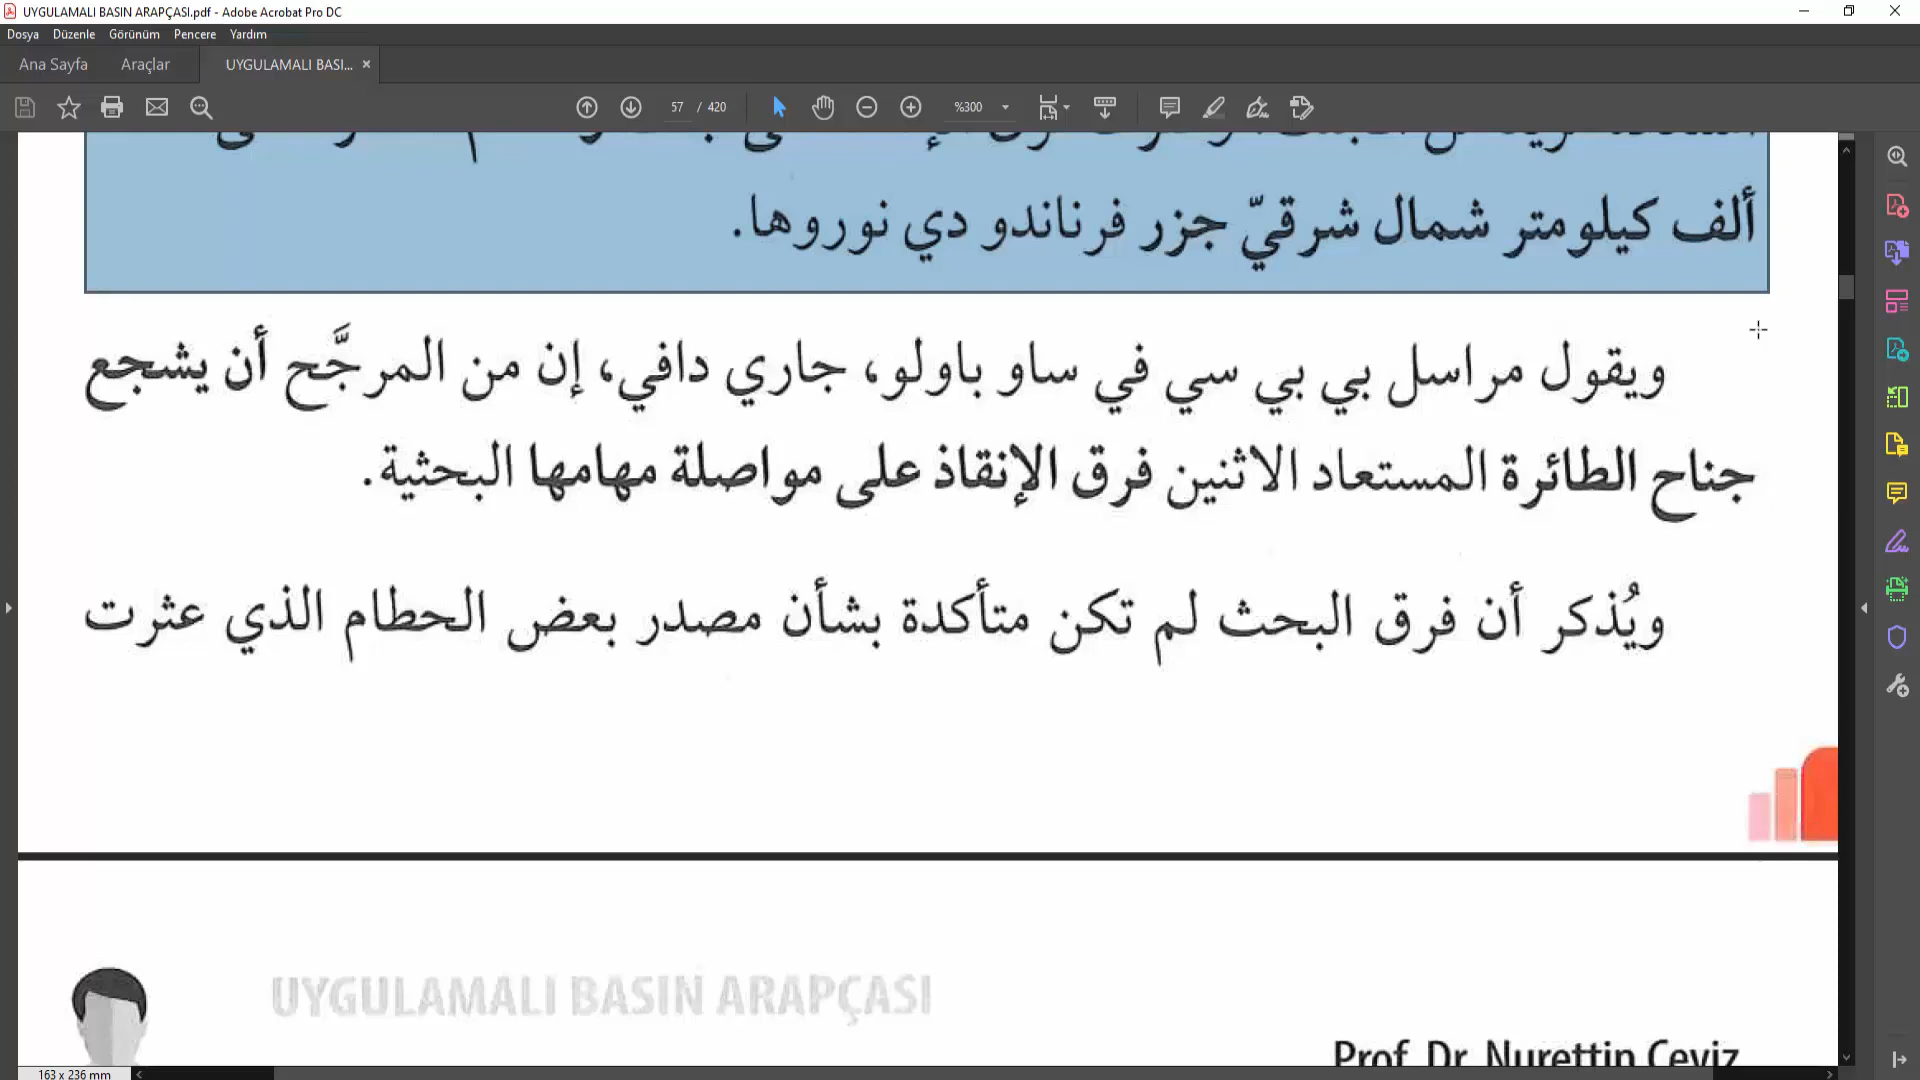 UYGULAMALI BASIN ARAPÇASI.pdf - Adobe Acrobat Pro DC
Dosya Düzenle Görünüm Pencere Yardım
Ana Sayfa Araçlar UYGULAMALI BASI... ×
57 / 420 %300
ألف كيلومتر شمال شرقيّ جزر فرناندو دي نوروها.
ويقول مراسل بي بي سي في ساو باولو، جاري دافي، إن من المرجَّح أن يشجع
جناح الطائرة المستعاد الاثنين فرق الإنقاذ على مواصلة مهامها البحثية.
ويُذكر أن فرق البحث لم تكن متأكدة بشأن مصدر بعض الحطام الذي عثرت
UYGULAMALI BASIN ARAPÇASI
Prof. Dr. Nurettin Ceviz
163 x 236 mm